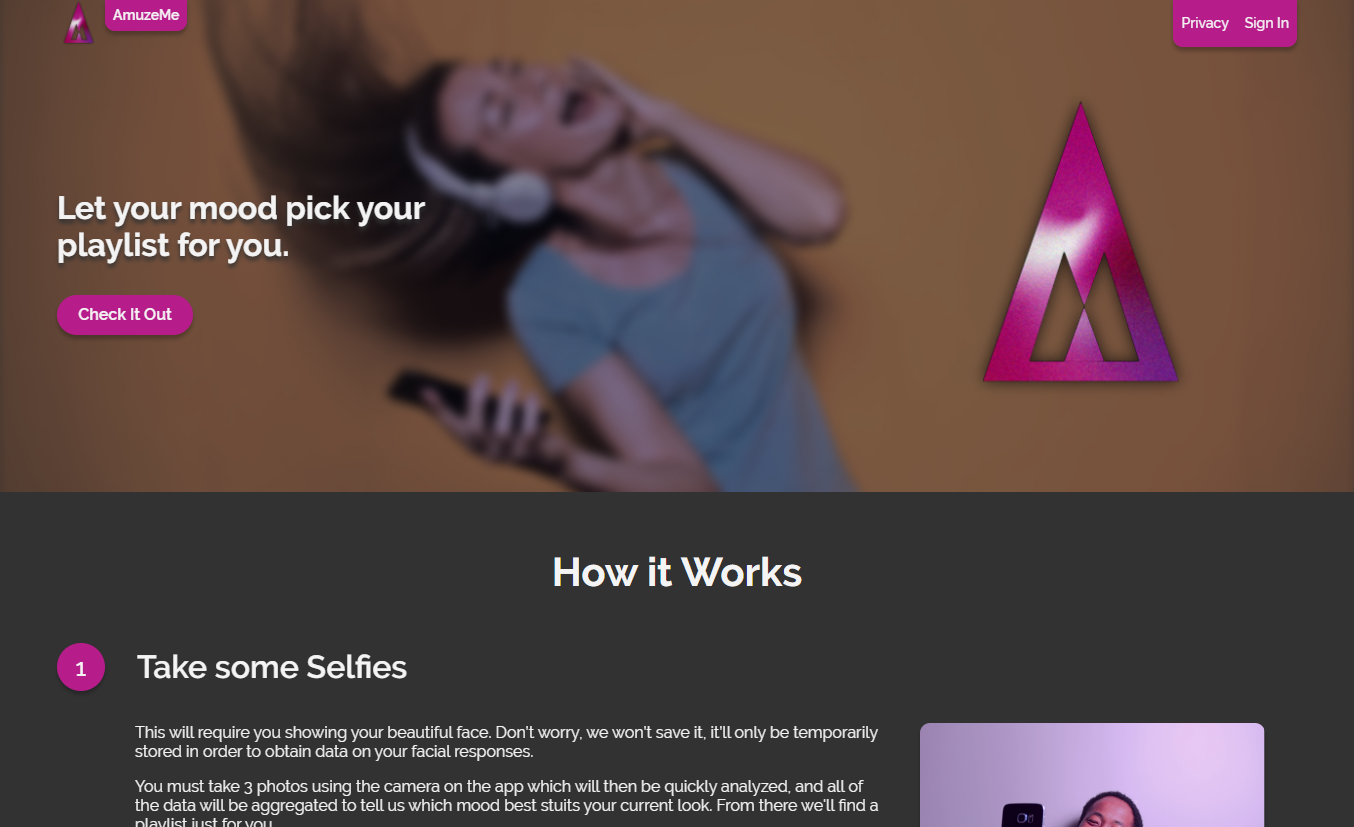 AmuzeMe
Privacy
Sign In
Let your mood pick your
playlist for you.
Check It Out
How it Works
1
Take some Selfies
This will require you showing your beautiful face. Don't worry, we won't save it, it'll only be temporarily
stored in order to obtain data on your facial responses.
You must take 3 photos using the camera on the app which will then be quickly analyzed, and all of
the data will be aggregated to tell us which mood best stuits your current look. From there we'll find a
playlist just for you.